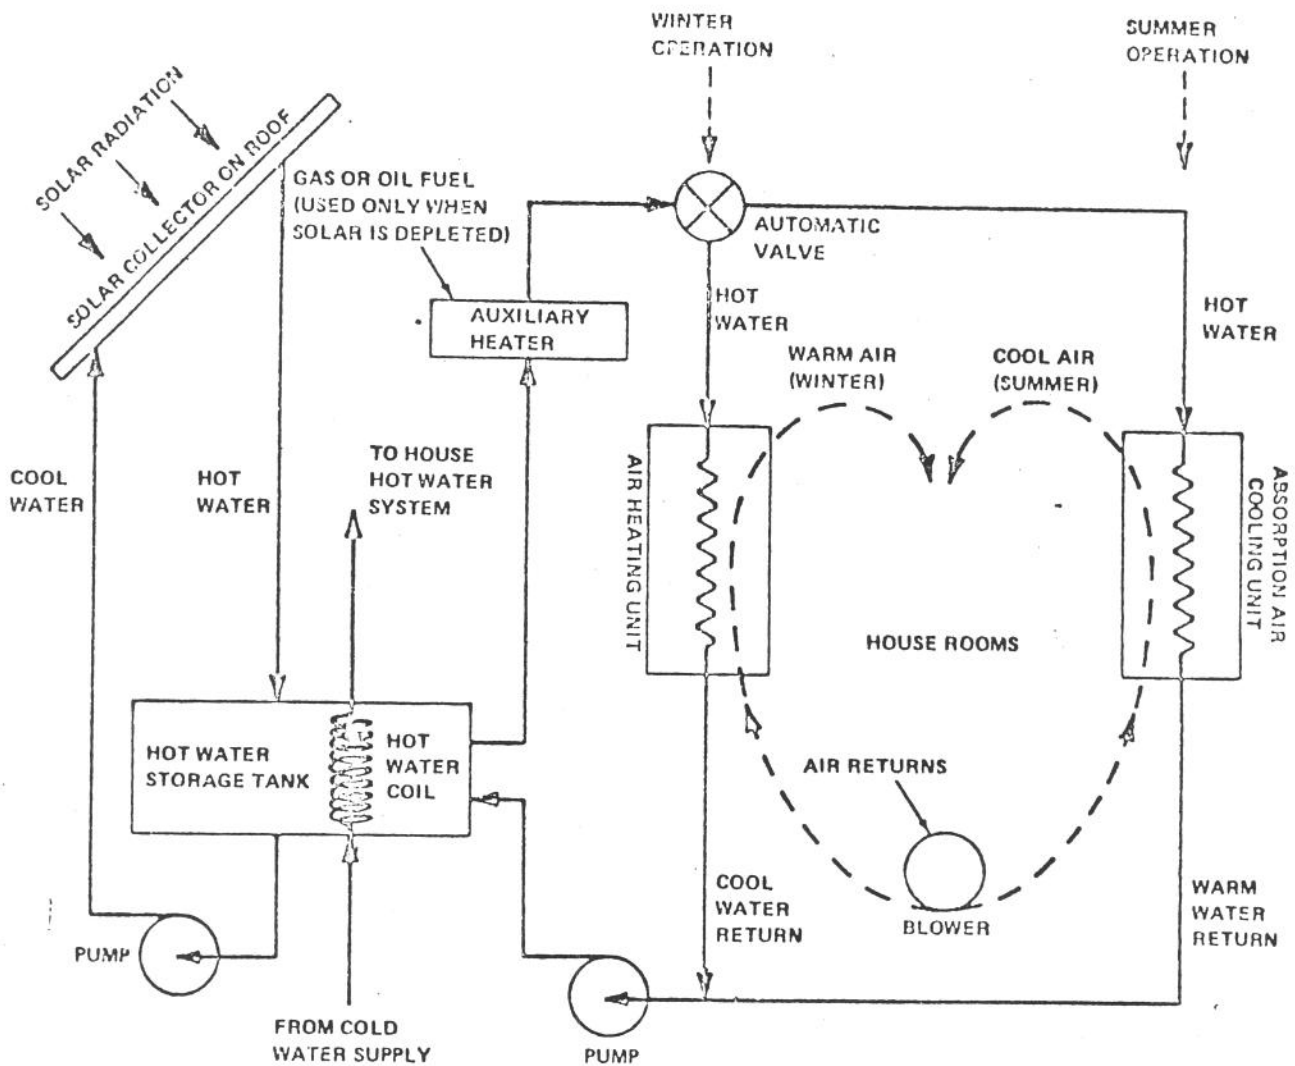 WINTER
OPERATION
SUMMER
OPERATION
SOLAR RADIATION
SOLAR COLLECTOR ON ROOF
GAS OR OIL FUEL
(USED ONLY WHEN
SOLAR IS DEPLETED)
AUTOMATIC
VALVE
AUXILIARY
HEATER
HOT
WATER
HOT
WATER
WARM AIR
(WINTER)
COOL AIR
(SUMMER)
COOL
WATER
HOT
WATER
TO HOUSE
HOT WATER
SYSTEM
AIR HEATING UNIT
ABSORPTION AIR
COOLING UNIT
HOUSE ROOMS
HOT WATER
STORAGE TANK
HOT
WATER
COIL
AIR RETURNS
BLOWER
COOL
WATER
RETURN
WARM
WATER
RETURN
PUMP
FROM COLD
WATER SUPPLY
PUMP